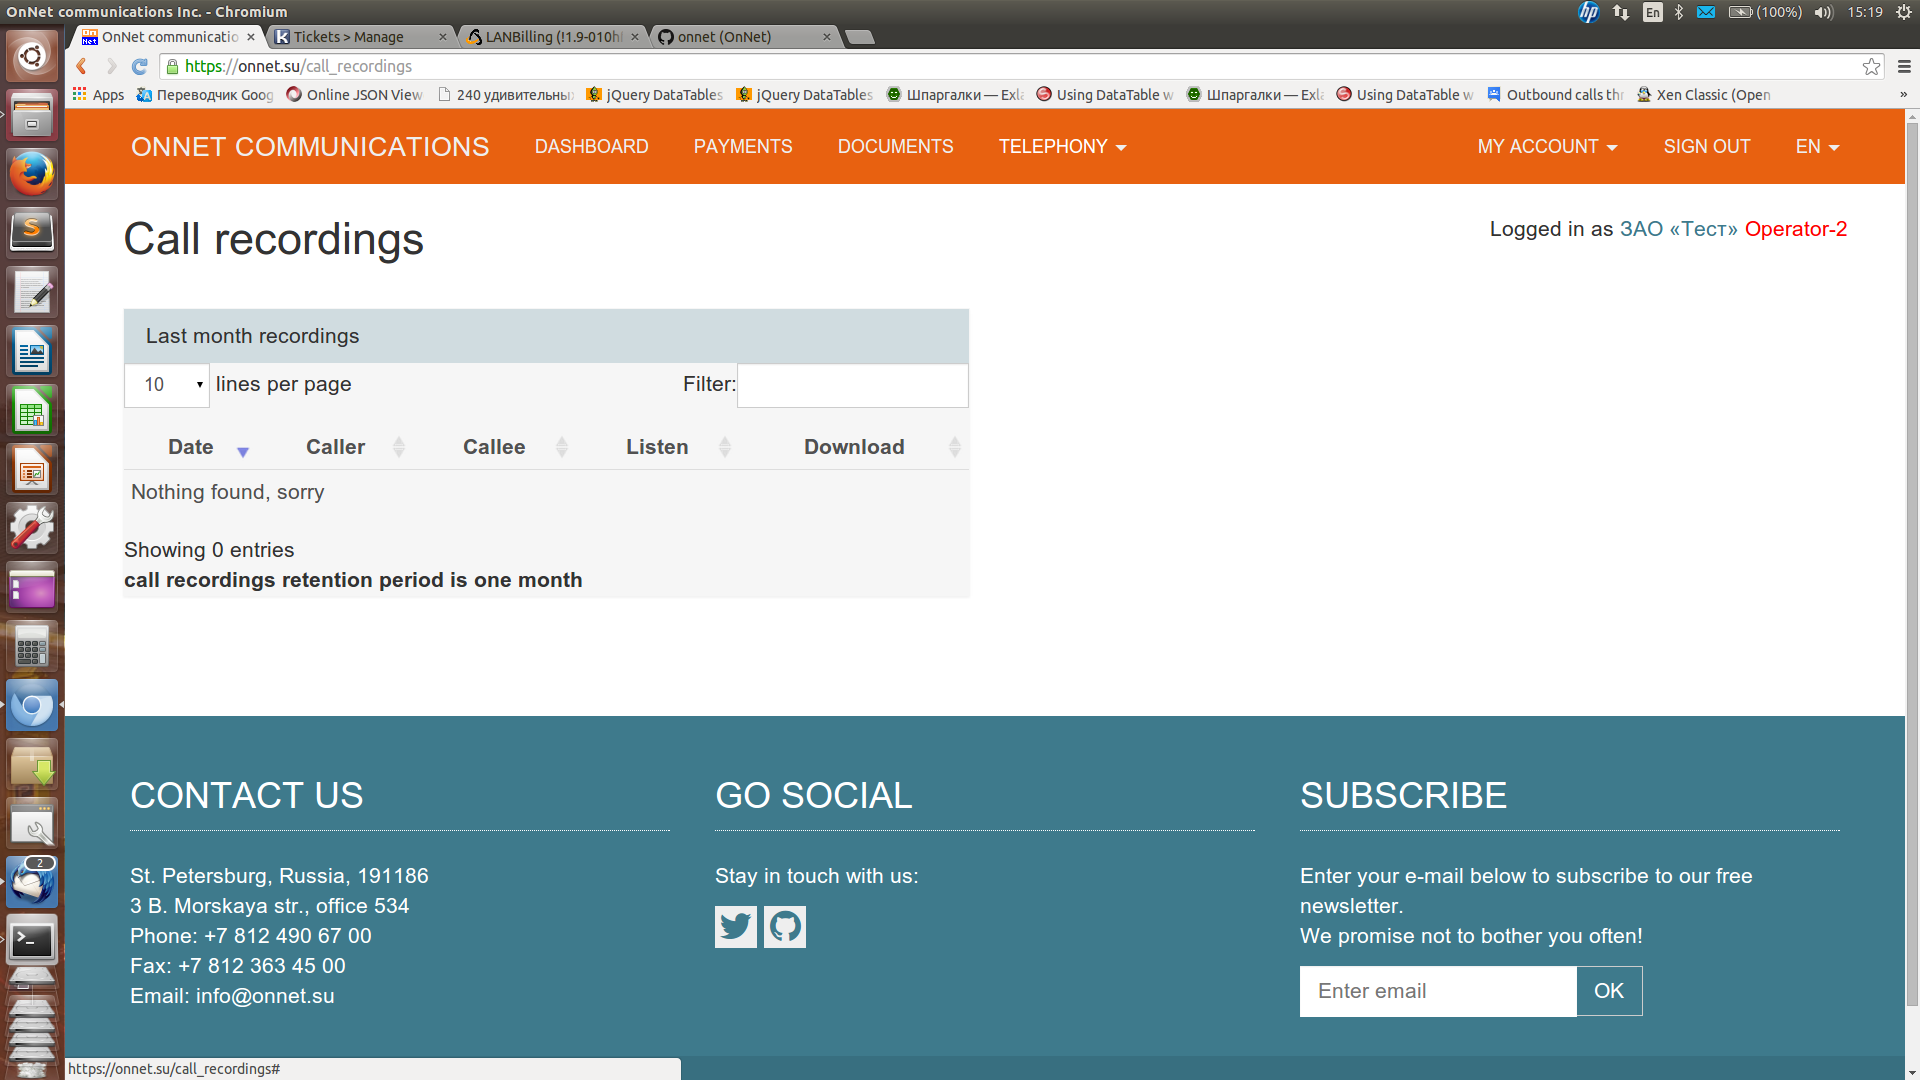 OnNet communications Inc. - Chromium
En
(100%)
15:19
OnNet communicatio
Tickets > Manage
LANBilling (!1.9-010h
onnet (OnNet)
https://onnet.su/call_recordings
Apps
Переводчик Goog
Online JSON View
240 удивительны
jQuery DataTables
jQuery DataTables
Шпаргалки — Exla
Using DataTable w
Шпаргалки — Exla
Using DataTable w
Outbound calls thr
Xen Classic (Open
»
ONNET COMMUNICATIONS
DASHBOARD
PAYMENTS
DOCUMENTS
TELEPHONY
MY ACCOUNT
SIGN OUT
EN
Call recordings
Logged in as ЗАО «Тест» Operator-2
Last month recordings
10 lines per page
Filter:
Date
Caller
Callee
Listen
Download
Nothing found, sorry
Showing 0 entries
call recordings retention period is one month
CONTACT US
St. Petersburg, Russia, 191186
3 B. Morskaya str., office 534
Phone: +7 812 490 67 00
Fax: +7 812 363 45 00
Email: info@onnet.su
GO SOCIAL
Stay in touch with us:
SUBSCRIBE
Enter your e-mail below to subscribe to our free
newsletter.
We promise not to bother you often!
Enter email
OK
2
https://onnet.su/call_recordings#